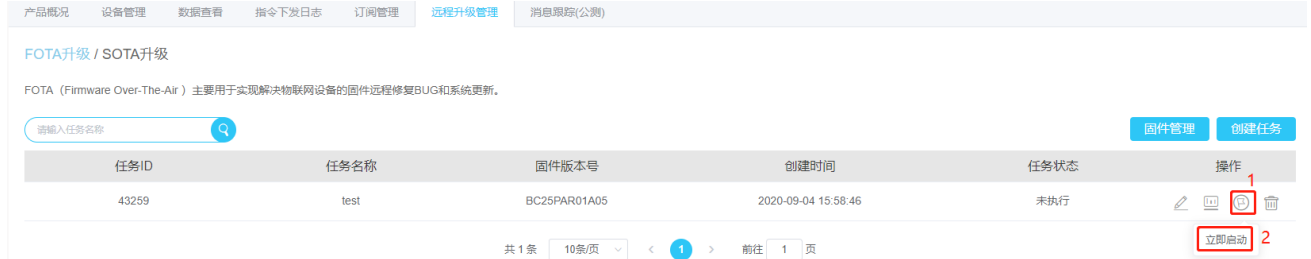 产品概况 设备管理 数据查看 指令下发日志 订阅管理 远程升级管理 消息跟踪(公测)
FOTA升级 / SOTA升级
FOTA（Firmware Over-The-Air ）主要用于实现解决物联网设备的固件远程修复BUG和系统更新。
请输入任务名称 固件管理 创建任务
任务ID 任务名称 固件版本号 创建时间 任务状态 操作
1
43259 test BC25PAR01A05 2020-09-04 15:58:46 未执行
立即启动 2
共 1 条 10条/页 < 1 > 前往 1 页